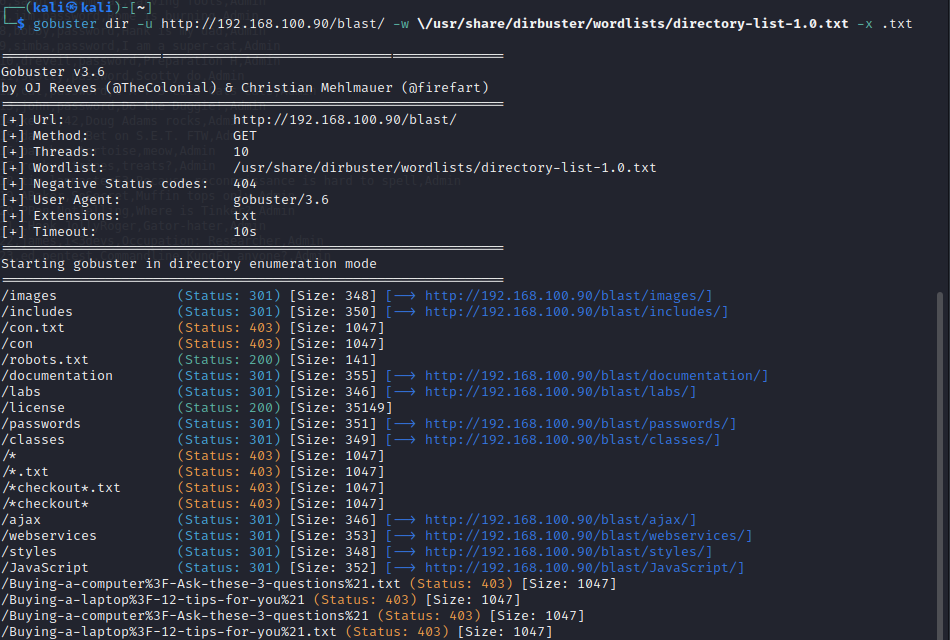 ┌──(kali㉿kali)-[~]
└─$ gobuster dir -u http://192.168.100.90/blast/ -w \/usr/share/dirbuster/wordlists/directory-list-1.0.txt -x .txt
===============================================================
Gobuster v3.6
by OJ Reeves (@TheColonial) & Christian Mehlmauer (@firefart)
===============================================================
[+] Url:                     http://192.168.100.90/blast/
[+] Method:                  GET
[+] Threads:                 10
[+] Wordlist:                /usr/share/dirbuster/wordlists/directory-list-1.0.txt
[+] Negative Status codes:   404
[+] User Agent:              gobuster/3.6
[+] Extensions:              txt
[+] Timeout:                 10s
===============================================================
Starting gobuster in directory enumeration mode
===============================================================
/images               (Status: 301) [Size: 348] [--> http://192.168.100.90/blast/images/]
/includes             (Status: 301) [Size: 350] [--> http://192.168.100.90/blast/includes/]
/con.txt              (Status: 403) [Size: 1047]
/con                  (Status: 403) [Size: 1047]
/robots.txt           (Status: 200) [Size: 141]
/documentation        (Status: 301) [Size: 355] [--> http://192.168.100.90/blast/documentation/]
/labs                 (Status: 301) [Size: 346] [--> http://192.168.100.90/blast/labs/]
/license              (Status: 200) [Size: 35149]
/passwords            (Status: 301) [Size: 351] [--> http://192.168.100.90/blast/passwords/]
/classes              (Status: 301) [Size: 349] [--> http://192.168.100.90/blast/classes/]
/*                    (Status: 403) [Size: 1047]
/*.txt                (Status: 403) [Size: 1047]
/*checkout*.txt       (Status: 403) [Size: 1047]
/*checkout*           (Status: 403) [Size: 1047]
/ajax                 (Status: 301) [Size: 346] [--> http://192.168.100.90/blast/ajax/]
/webservices          (Status: 301) [Size: 353] [--> http://192.168.100.90/blast/webservices/]
/styles               (Status: 301) [Size: 348] [--> http://192.168.100.90/blast/styles/]
/JavaScript           (Status: 301) [Size: 352] [--> http://192.168.100.90/blast/JavaScript/]
/Buying-a-computer%3F-Ask-these-3-questions%21.txt (Status: 403) [Size: 1047]
/Buying-a-laptop%3F-12-tips-for-you%21 (Status: 403) [Size: 1047]
/Buying-a-computer%3F-Ask-these-3-questions%21 (Status: 403) [Size: 1047]
/Buying-a-laptop%3F-12-tips-for-you%21.txt (Status: 403) [Size: 1047]